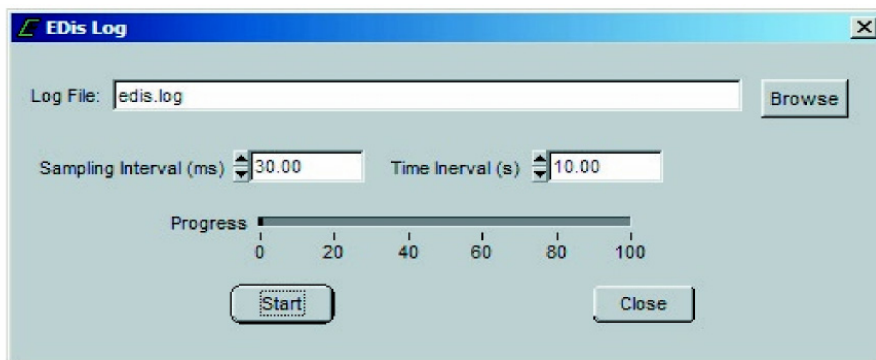 EDis Log
Log File: edis.log Browse
Sampling Interval (ms) 30.00 Time Inerval (s) 10.00
Progress
0 20 40 60 80 100
Start Close